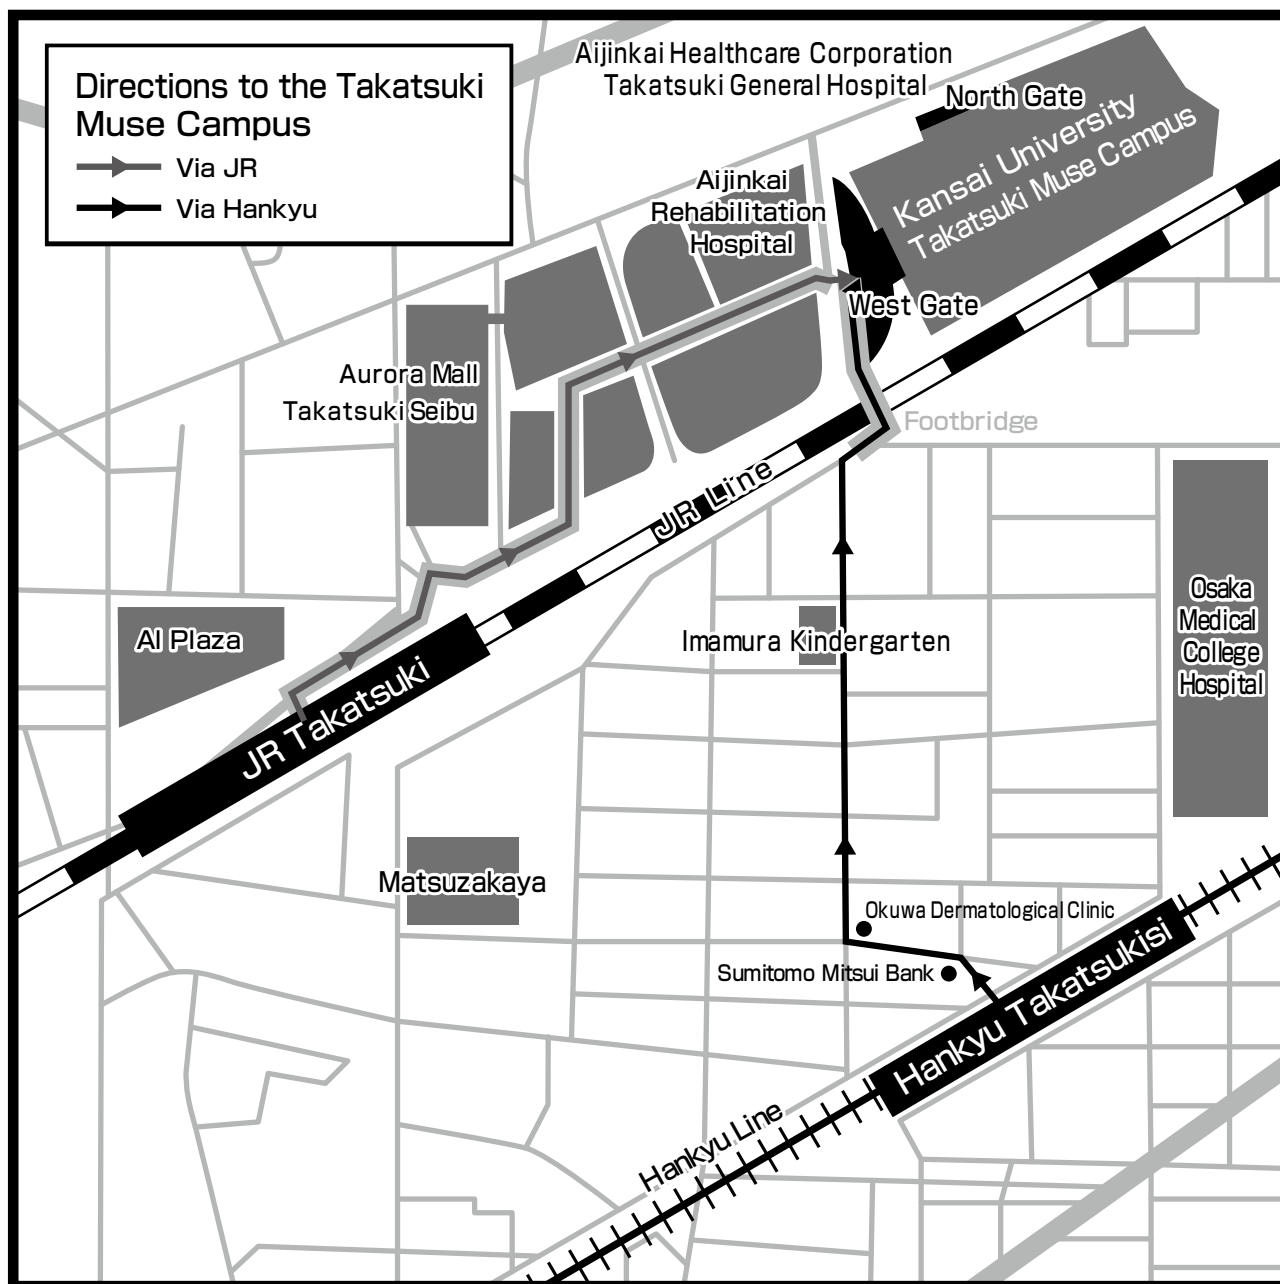 Directions to the Takatsuki
Muse Campus
Via JR
Via Hankyu
Aijinkai Healthcare Corporation
Takatsuki General Hospital
North Gate
Kansai University
Takatsuki Muse Campus
Aijinkai
Rehabilitation
Hospital
West Gate
Aurora Mall
Takatsuki Seibu
Footbridge
JR Line
Osaka
Medical
College
Hospital
Al Plaza
Imamura Kindergarten
JR Takatsuki
Matsuzakaya
Okuwa Dermatological Clinic
Sumitomo Mitsui Bank
Hankyu Takatsukisi
Hankyu Line